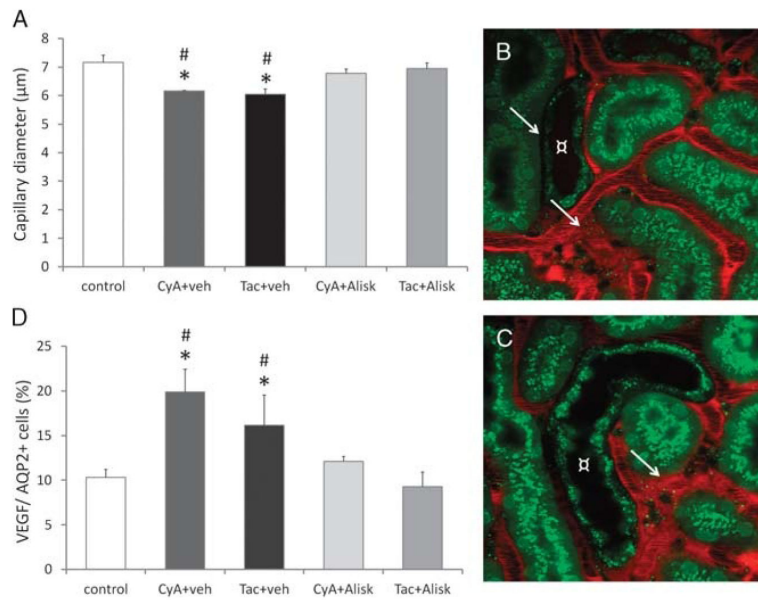 A
Capillary diameter (μm)
8
7
6
5
4
3
2
1
0
#
*
#
*
control
CyA+veh
Tac+veh
CyA+Alisk
Tac+Alisk
B
¤
D
VEGF/ AQP2+ cells (%)
25
20
15
10
5
0
#
*
#
*
control
CyA+veh
Tac+veh
CyA+Alisk
Tac+Alisk
C
¤